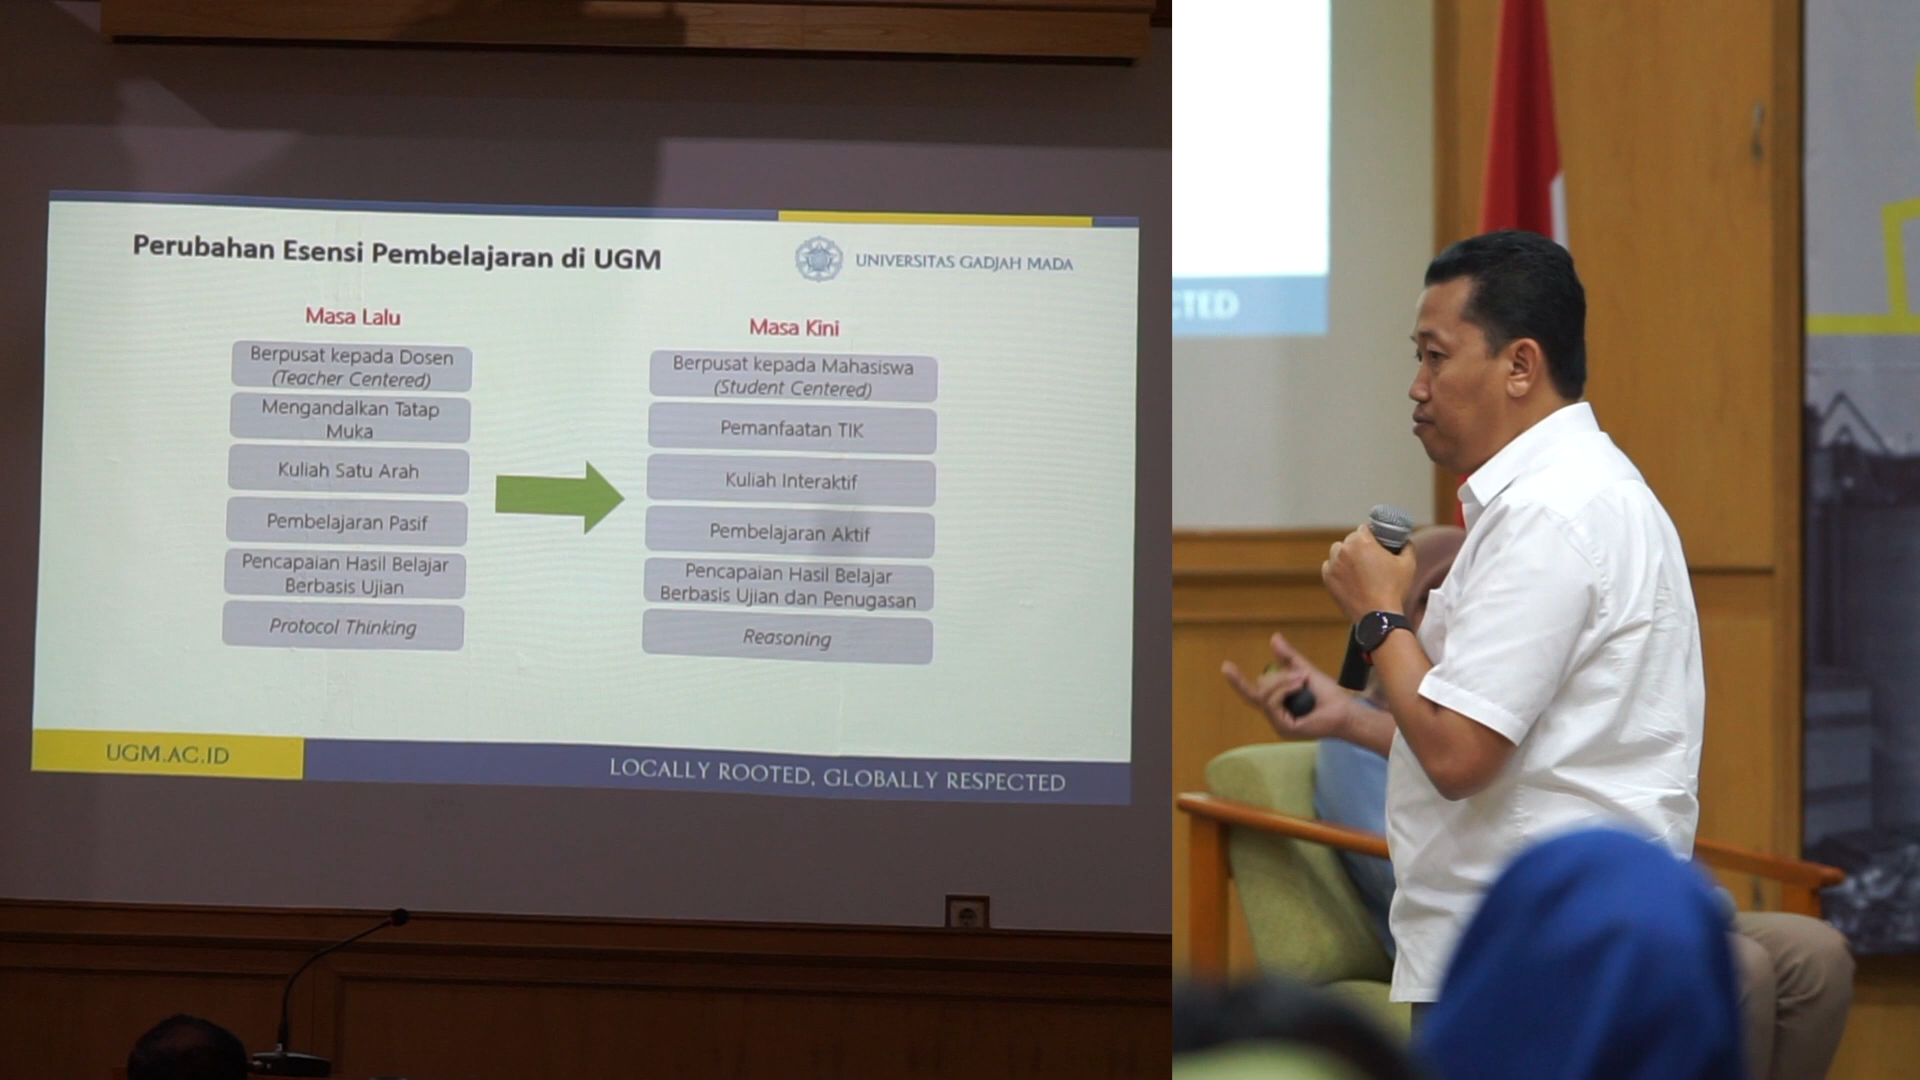 Perubahan Esensi Pembelajaran di UGM
UNIVERSITAS GADJAH MADA
Masa Lalu
Berpusat kepada Dosen
(Teacher Centered)
Mengandalkan Tatap
Muka
Kuliah Satu Arah
Pembelajaran Pasif
Pencapaian Hasil Belajar
Berbasis Ujian
Protocol Thinking
Masa Kini
Berpusat kepada Mahasiswa
(Student Centered)
Pemanfaatan TIK
Kuliah Interaktif
Pembelajaran Aktif
Pencapaian Hasil Belajar
Berbasis Ujian dan Penugasan
Reasoning
UGM.AC.ID
LOCALLY ROOTED, GLOBALLY RESPECTED
CTED